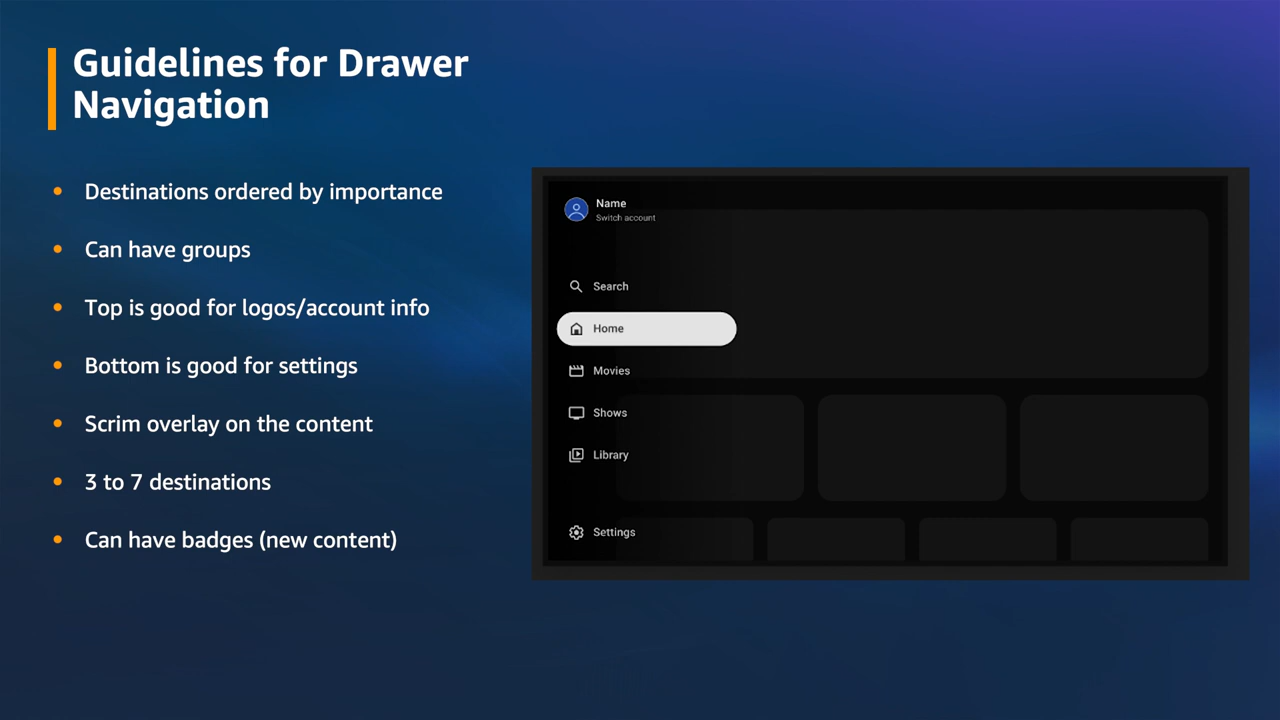 Guidelines for Drawer
Navigation
• Destinations ordered by importance
• Can have groups
• Top is good for logos/account info
• Bottom is good for settings
• Scrim overlay on the content
• 3 to 7 destinations
• Can have badges (new content)
Name
Switch account
Search
Home
Movies
Shows
Library
Settings